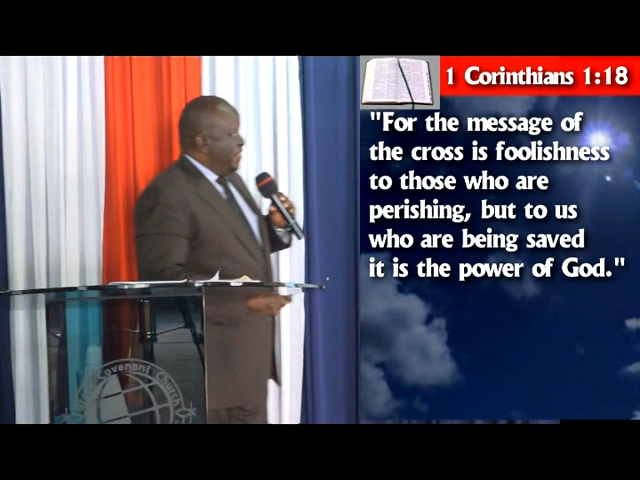 1 Corinthians 1:18
"For the message of
the cross is foolishness
to those who are
perishing, but to us
who are being saved
it is the power of God."
Covenant Church